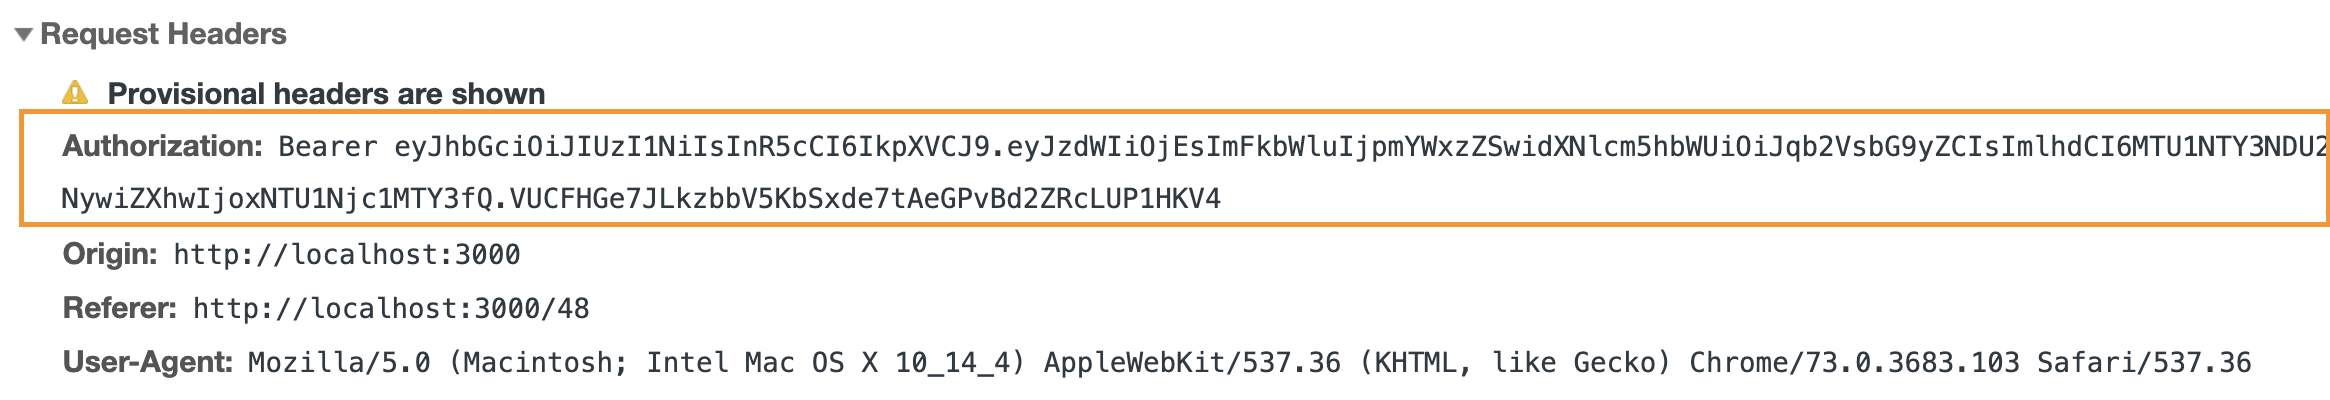 Request Headers
Provisional headers are shown
Authorization: Bearer eyJhbGciOiJIUzI1NiIsInR5cCI6IkpXVCJ9.eyJzdWIiOjEsImFkbWluIjpmYWxzZSwidXNlcm5hbWUiOiJqb2VsbG9yZCIsImlhdCI6MTU1NTY3NDU2
NywiZXhwIjoxNTU1Njc1MTY3fQ.VUCFHGe7JLkzbbV5KbSxde7tAeGPvBd2ZRcLUP1HKV4
Origin: http://localhost:3000
Referer: http://localhost:3000/48
User-Agent: Mozilla/5.0 (Macintosh; Intel Mac OS X 10_14_4) AppleWebKit/537.36 (KHTML, like Gecko) Chrome/73.0.3683.103 Safari/537.36